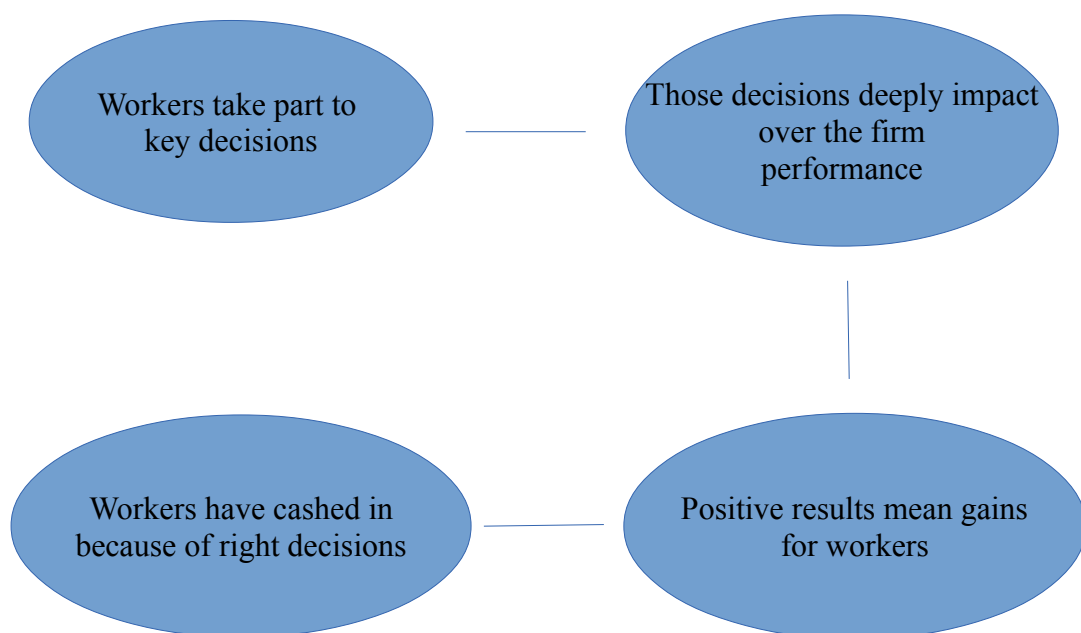 Workers take part to
key decisions
Those decisions deeply impact
over the firm
performance
Positive results mean gains
for workers
Workers have cashed in
because of right decisions